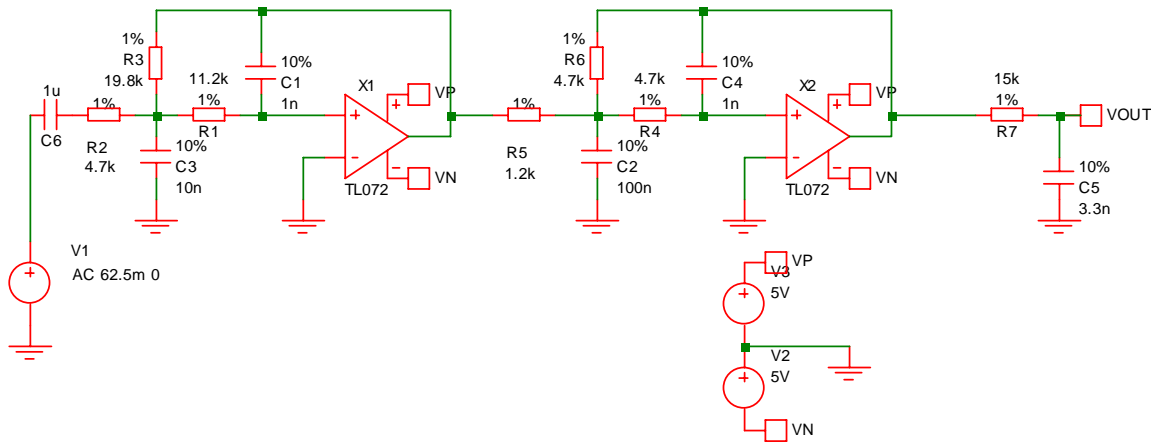 1%
R3
19.8k
11.2k
1%
R1
10%
C1
1n
1u
C6
1%
R2
4.7k
10%
C3
10n
X1
VP
VN
TL072
1%
R5
1.2k
1%
R6
4.7k
4.7k
1%
R4
10%
C4
1n
10%
C2
100n
X2
VP
VN
TL072
15k
1%
R7
VOUT
10%
C5
3.3n
V1
AC 62.5m 0
VP
V3
5V
V2
5V
VN